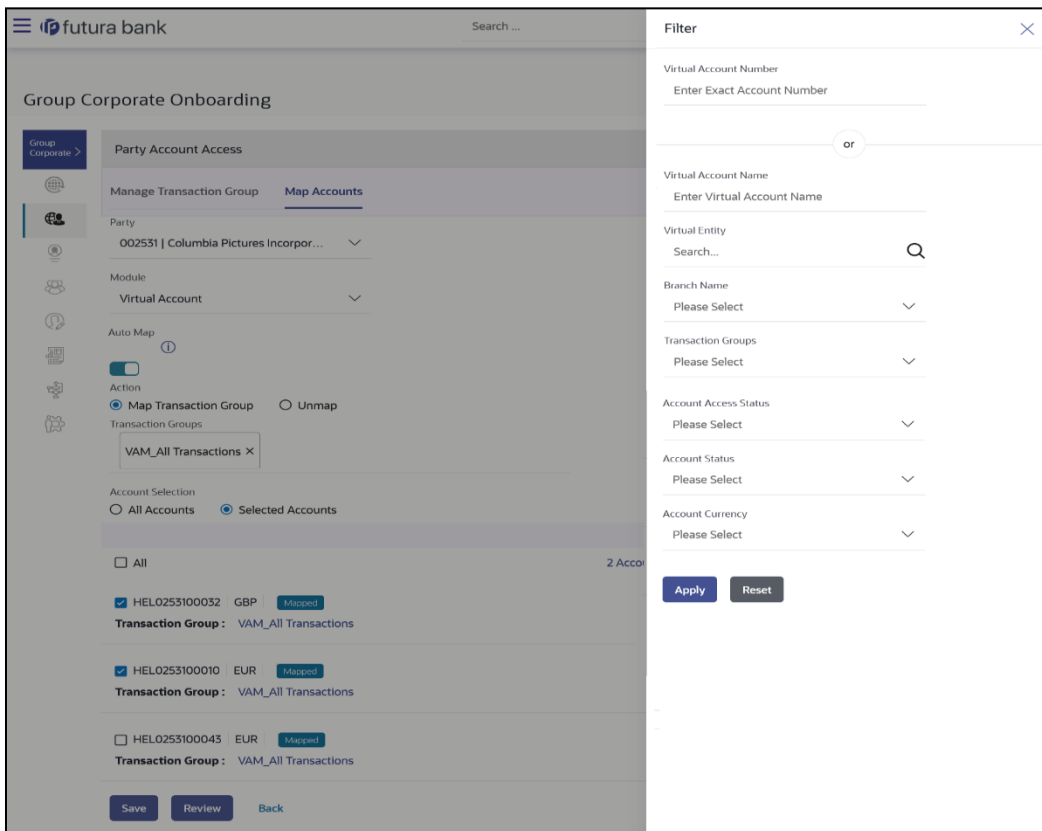 futura bank
Search ...
Group Corporate Onboarding
Group
Corporate >
Party Account Access
Manage Transaction Group
Map Accounts
Party
002531 | Columbia Pictures Incorpor...
Module
Virtual Account
Auto Map
Action
Map Transaction Group
Unmap
Transaction Groups
VAM_All Transactions ×
Account Selection
All Accounts
Selected Accounts
All
2 Accou
HEL0253100032 GBP Mapped
Transaction Group : VAM_All Transactions
HEL0253100010 EUR Mapped
Transaction Group : VAM_All Transactions
HEL0253100043 EUR Mapped
Transaction Group : VAM_All Transactions
Save
Review
Back
Filter
Virtual Account Number
Enter Exact Account Number
or
Virtual Account Name
Enter Virtual Account Name
Virtual Entity
Search...
Branch Name
Please Select
Transaction Groups
Please Select
Account Access Status
Please Select
Account Status
Please Select
Account Currency
Please Select
Apply
Reset